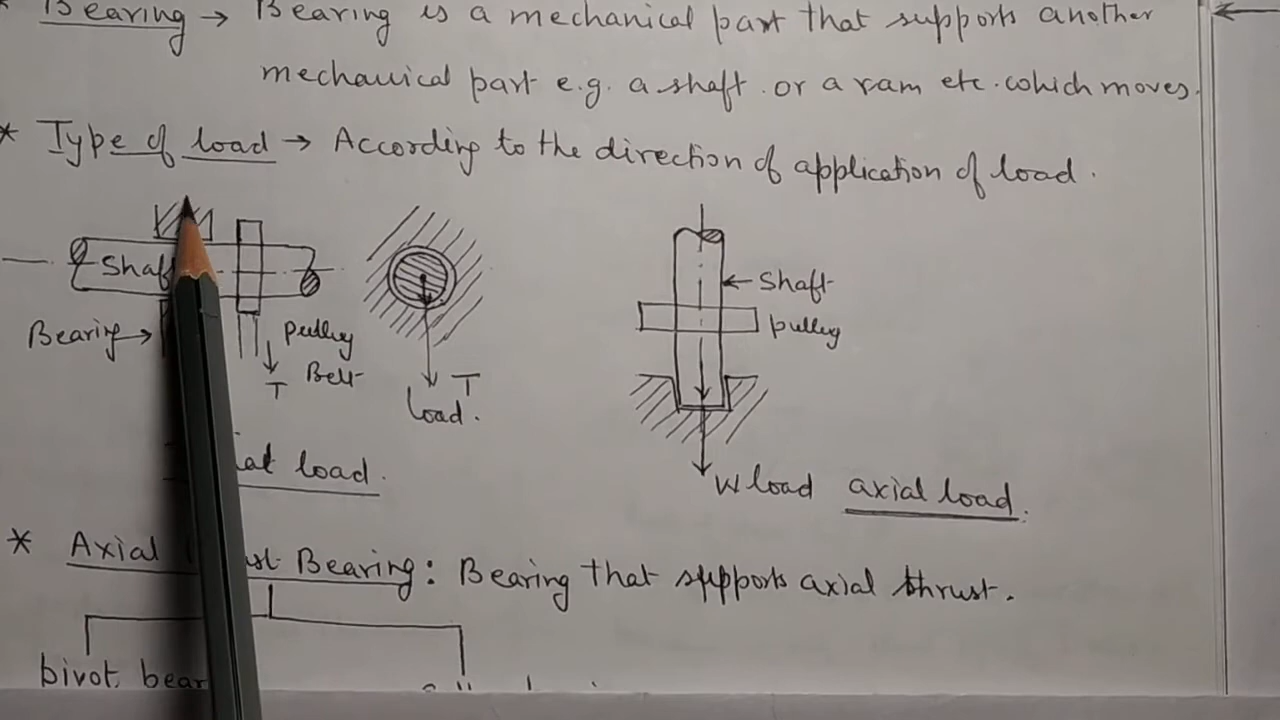 * Bearing → Bearing is a mechanical part that supports another
mechanical part e.g. a shaft or a ram etc. which moves.
* Type of load → According to the direction of application of load.
Shaf
Bearing →
pulley
Belt
T
T
load.
load.
Shaft
pulley
W load axial load.
* Axial Bearing: Bearing that supports axial thrust.
pivot